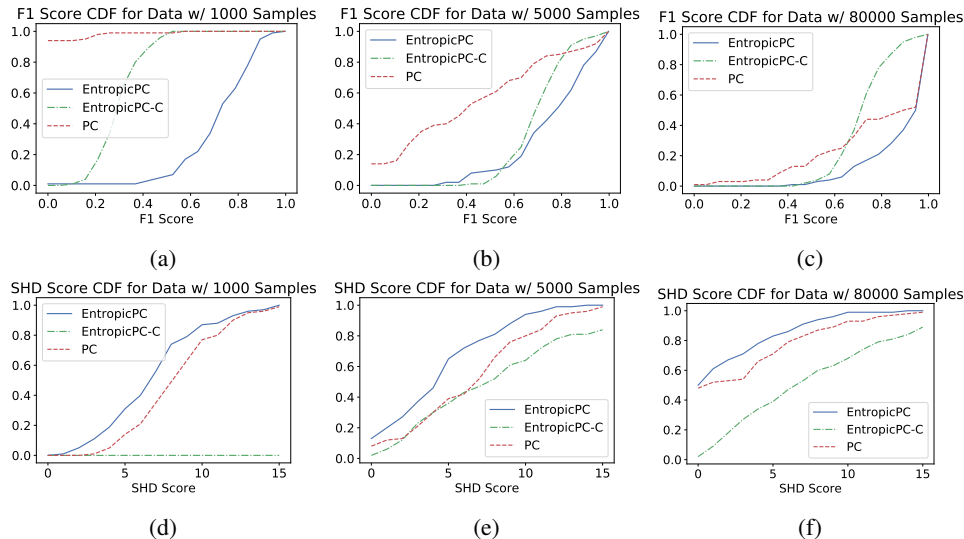 F1 Score CDF for Data w/ 1000 Samples
1.0
0.8
0.6
0.4
0.2
0.0
EntropicPC
EntropicPC-C
PC
0.0 0.2 0.4 0.6 0.8 1.0
F1 Score
(a)
F1 Score CDF for Data w/ 5000 Samples
1.0
0.8
0.6
0.4
0.2
0.0
EntropicPC
EntropicPC-C
PC
0.0 0.2 0.4 0.6 0.8 1.0
F1 Score
(b)
F1 Score CDF for Data w/ 80000 Samples
1.0
0.8
0.6
0.4
0.2
0.0
EntropicPC
EntropicPC-C
PC
0.0 0.2 0.4 0.6 0.8 1.0
F1 Score
(c)
SHD Score CDF for Data w/ 1000 Samples
1.0
0.8
0.6
0.4
0.2
0.0
EntropicPC
EntropicPC-C
PC
0 5 10 15
SHD Score
(d)
SHD Score CDF for Data w/ 5000 Samples
1.0
0.8
0.6
0.4
0.2
0.0
EntropicPC
EntropicPC-C
PC
0 5 10 15
SHD Score
(e)
SHD Score CDF for Data w/ 80000 Samples
1.0
0.8
0.6
0.4
0.2
0.0
EntropicPC
EntropicPC-C
PC
0 5 10 15
SHD Score
(f)